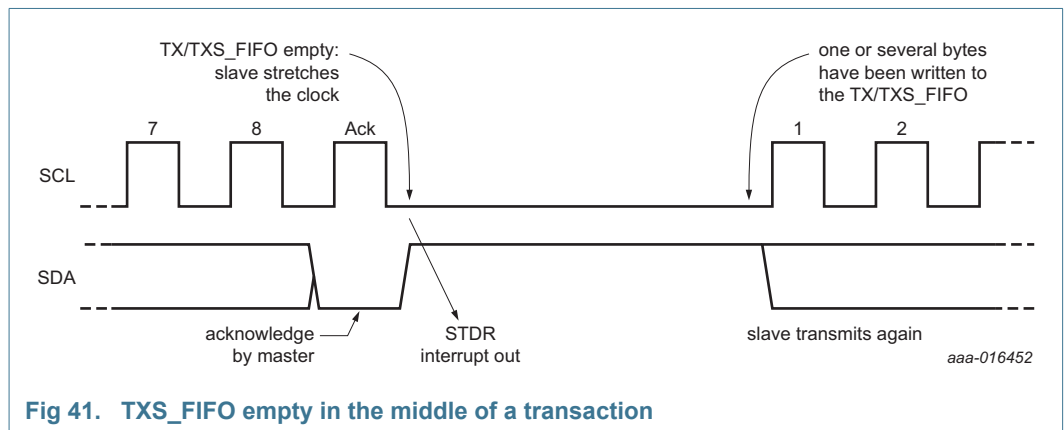 TX/TXS_FIFO empty:
slave stretches
the clock
one or several bytes
have been written to
the TX/TXS_FIFO
7
8
Ack
1
2
SCL
SDA
acknowledge
by master
STDR
interrupt out
slave transmits again
aaa-016452
Fig 41. TXS_FIFO empty in the middle of a transaction